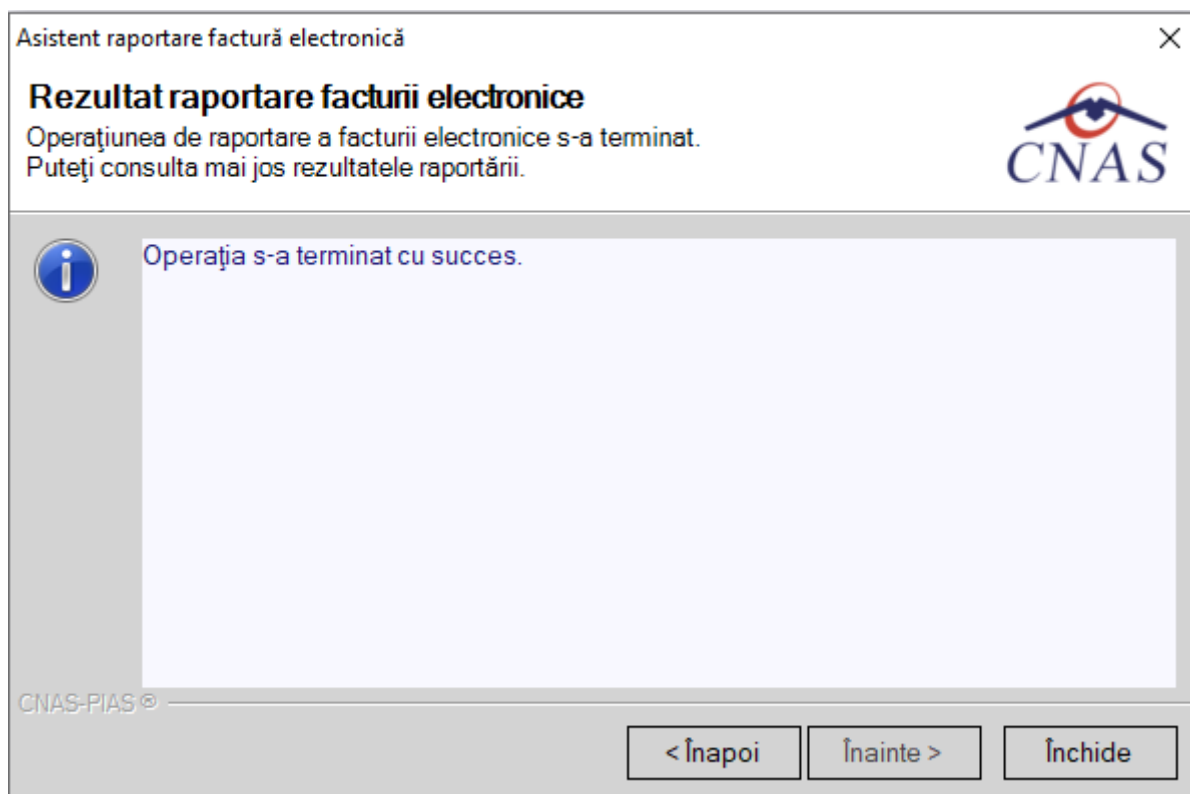 Asistent raportare factură electronică
Rezultat raportare facturii electronice
Operaţiunea de raportare a facturii electronice s-a terminat.
Puteţi consulta mai jos rezultatele raportării.
CNAS
Operaţia s-a terminat cu succes.
CNAS-PIAS ®
< Înapoi
Înainte >
Închide